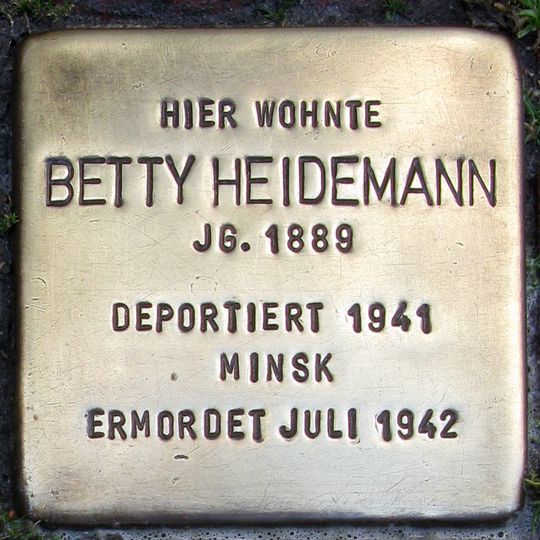 HIER WOHNTE
BETTY HEIDEMANN
JG. 1889
DEPORTIERT 1941
MINSK
ERMORDET JULI 1942